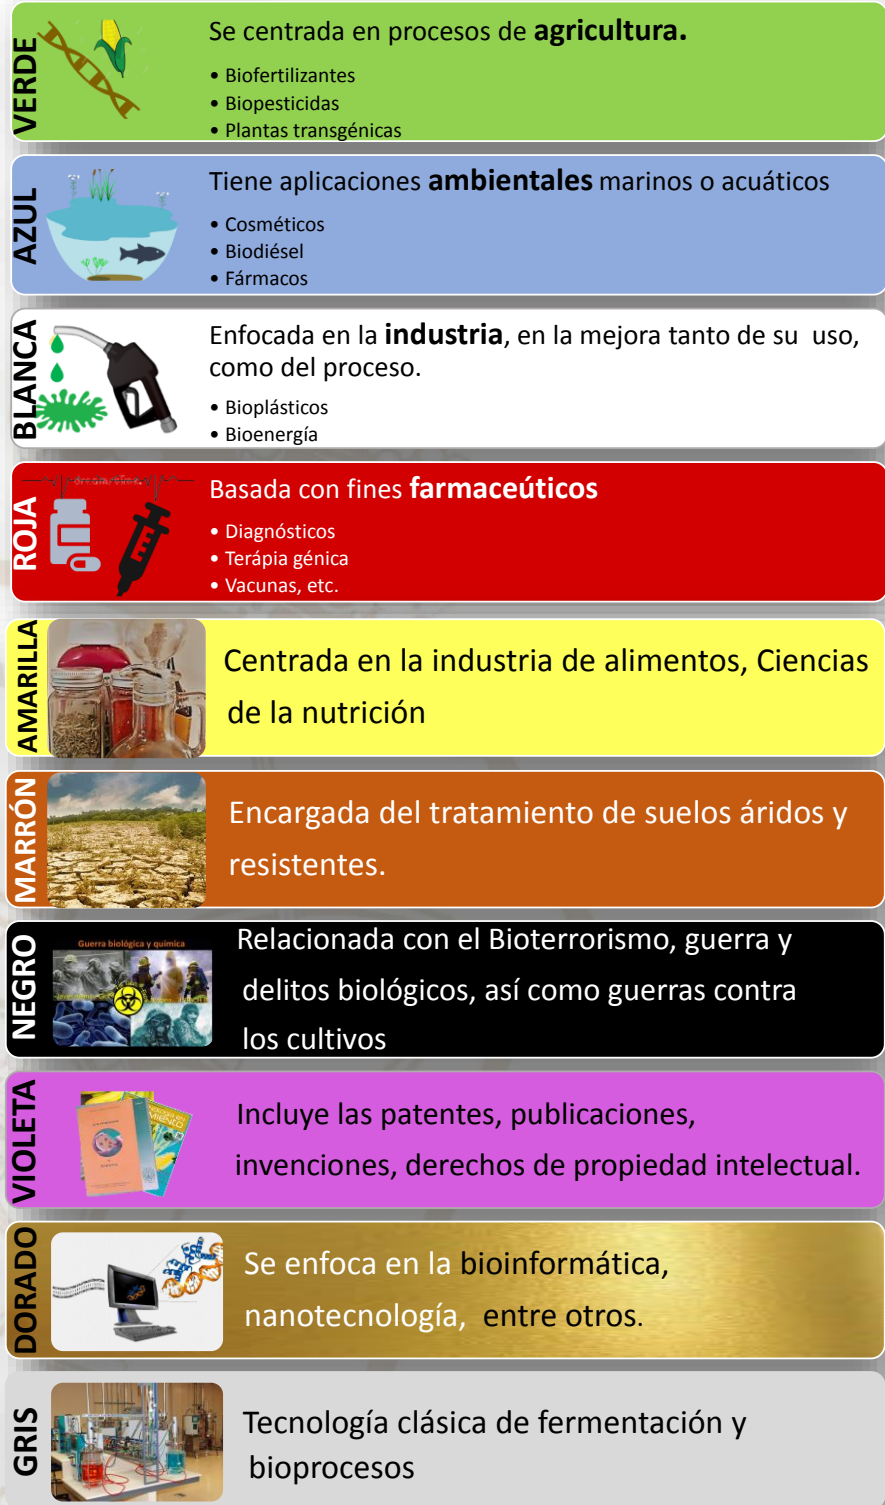 VERDE
Se centrada en procesos de agricultura.
• Biofertilizantes
• Biopesticidas
• Plantas transgénicas
AZUL
Tiene aplicaciones ambientales marinos o acuáticos
• Cosméticos
• Biodiésel
• Fármacos
BLANCA
Enfocada en la industria, en la mejora tanto de su uso,
como del proceso.
• Bioplásticos
• Bioenergía
ROJA
Basada con fines farmaceúticos
• Diagnósticos
• Terápia génica
• Vacunas, etc.
AMARILLA
Centrada en la industria de alimentos, Ciencias
de la nutrición
MARRÓN
Encargada del tratamiento de suelos áridos y
resistentes.
NEGRO
Guerra biológica y química
Relacionada con el Bioterrorismo, guerra y
delitos biológicos, así como guerras contra
los cultivos
VIOLETA
Incluye las patentes, publicaciones,
invenciones, derechos de propiedad intelectual.
DORADO
Se enfoca en la bioinformática,
nanotecnología, entre otros.
GRIS
Tecnología clásica de fermentación y
bioprocesos